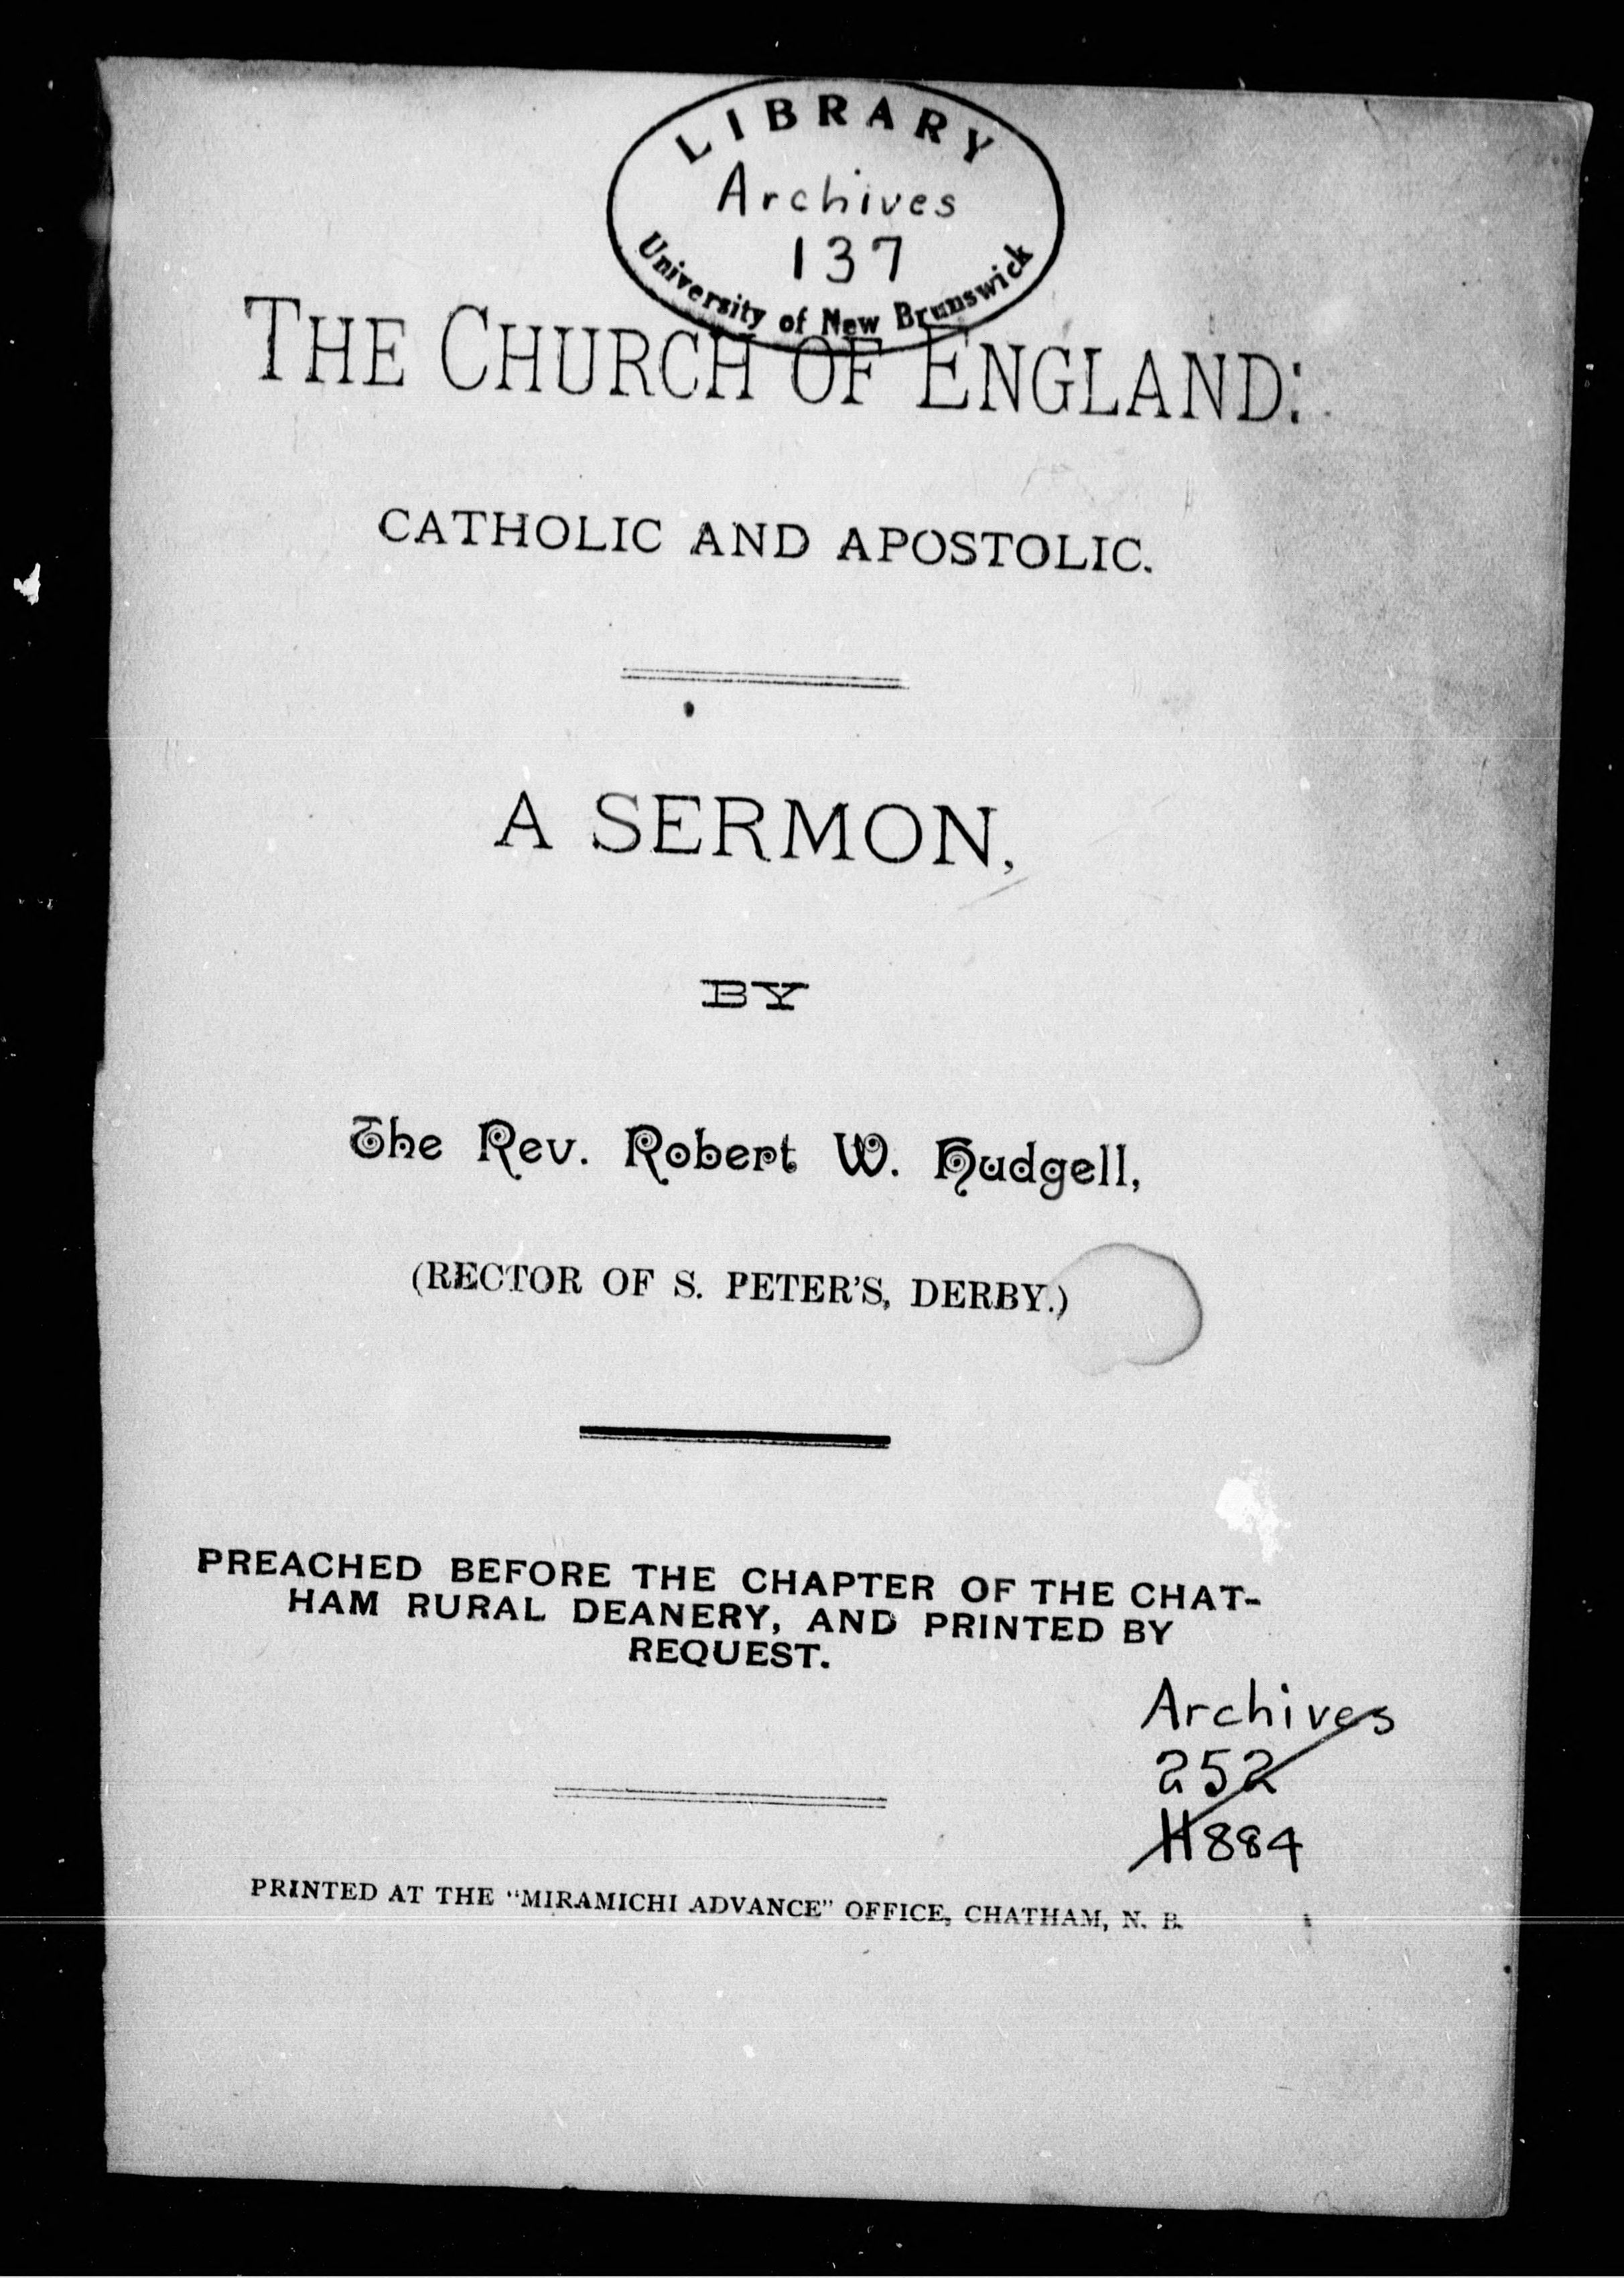 LIBRARY
Archives
137
University of New Brunswick
THE CHURCH OF ENGLAND:
CATHOLIC AND APOSTOLIC.
A SERMON,
BY
The Rev. Robert W. Hudgell,
(RECTOR OF S. PETER'S, DERBY.)
PREACHED BEFORE THE CHAPTER OF THE CHAT-
HAM RURAL DEANERY, AND PRINTED BY
REQUEST.
Archives
252
H884
PRINTED AT THE "MIRAMICHI ADVANCE" OFFICE, CHATHAM, N. B.